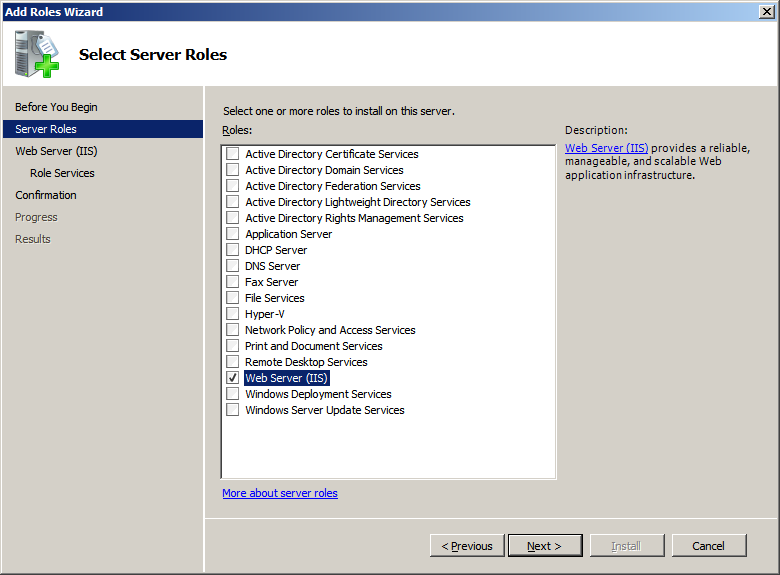 Add Roles Wizard
Select Server Roles
Before You Begin
Server Roles
Web Server (IIS)
Role Services
Confirmation
Progress
Results
Select one or more roles to install on this server.
Roles:
Active Directory Certificate Services
Active Directory Domain Services
Active Directory Federation Services
Active Directory Lightweight Directory Services
Active Directory Rights Management Services
Application Server
DHCP Server
DNS Server
Fax Server
File Services
Hyper-V
Network Policy and Access Services
Print and Document Services
Remote Desktop Services
Web Server (IIS)
Windows Deployment Services
Windows Server Update Services
More about server roles
Description:
Web Server (IIS) provides a reliable,
manageable, and scalable Web
application infrastructure.
< Previous
Next >
Install
Cancel